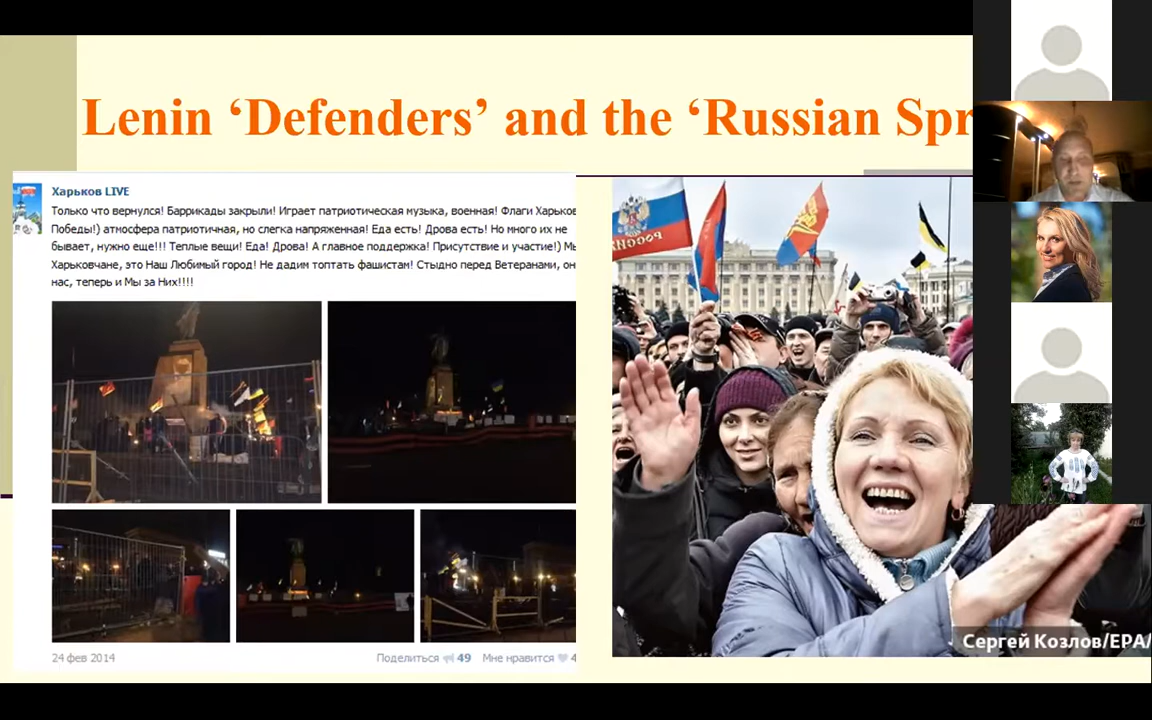 Lenin ‘Defenders’ and the ‘Russian Spr
Харьков LIVE
Только что вернулся! Баррикады закрыли! Играет патриотическая музыка, военная! Флаги Харьков
Победы!) атмосфера патриотичная, но слегка напряженная! Еда есть! Дрова есть! Но много их не
бывает, нужно еще!!! Теплые вещи! Еда! Дрова! А главное поддержка! Присутствие и участие!) Мы
Харьковчане, это Наш Любимый город! Не дадим топтать фашистам! Стыдно перед Ветеранами, он
нас, теперь и Мы за Них!!!!
РОССИЯ
24 фев 2014
Поделиться 49 Мне нравится 4
Сергей Козлов/EPA/